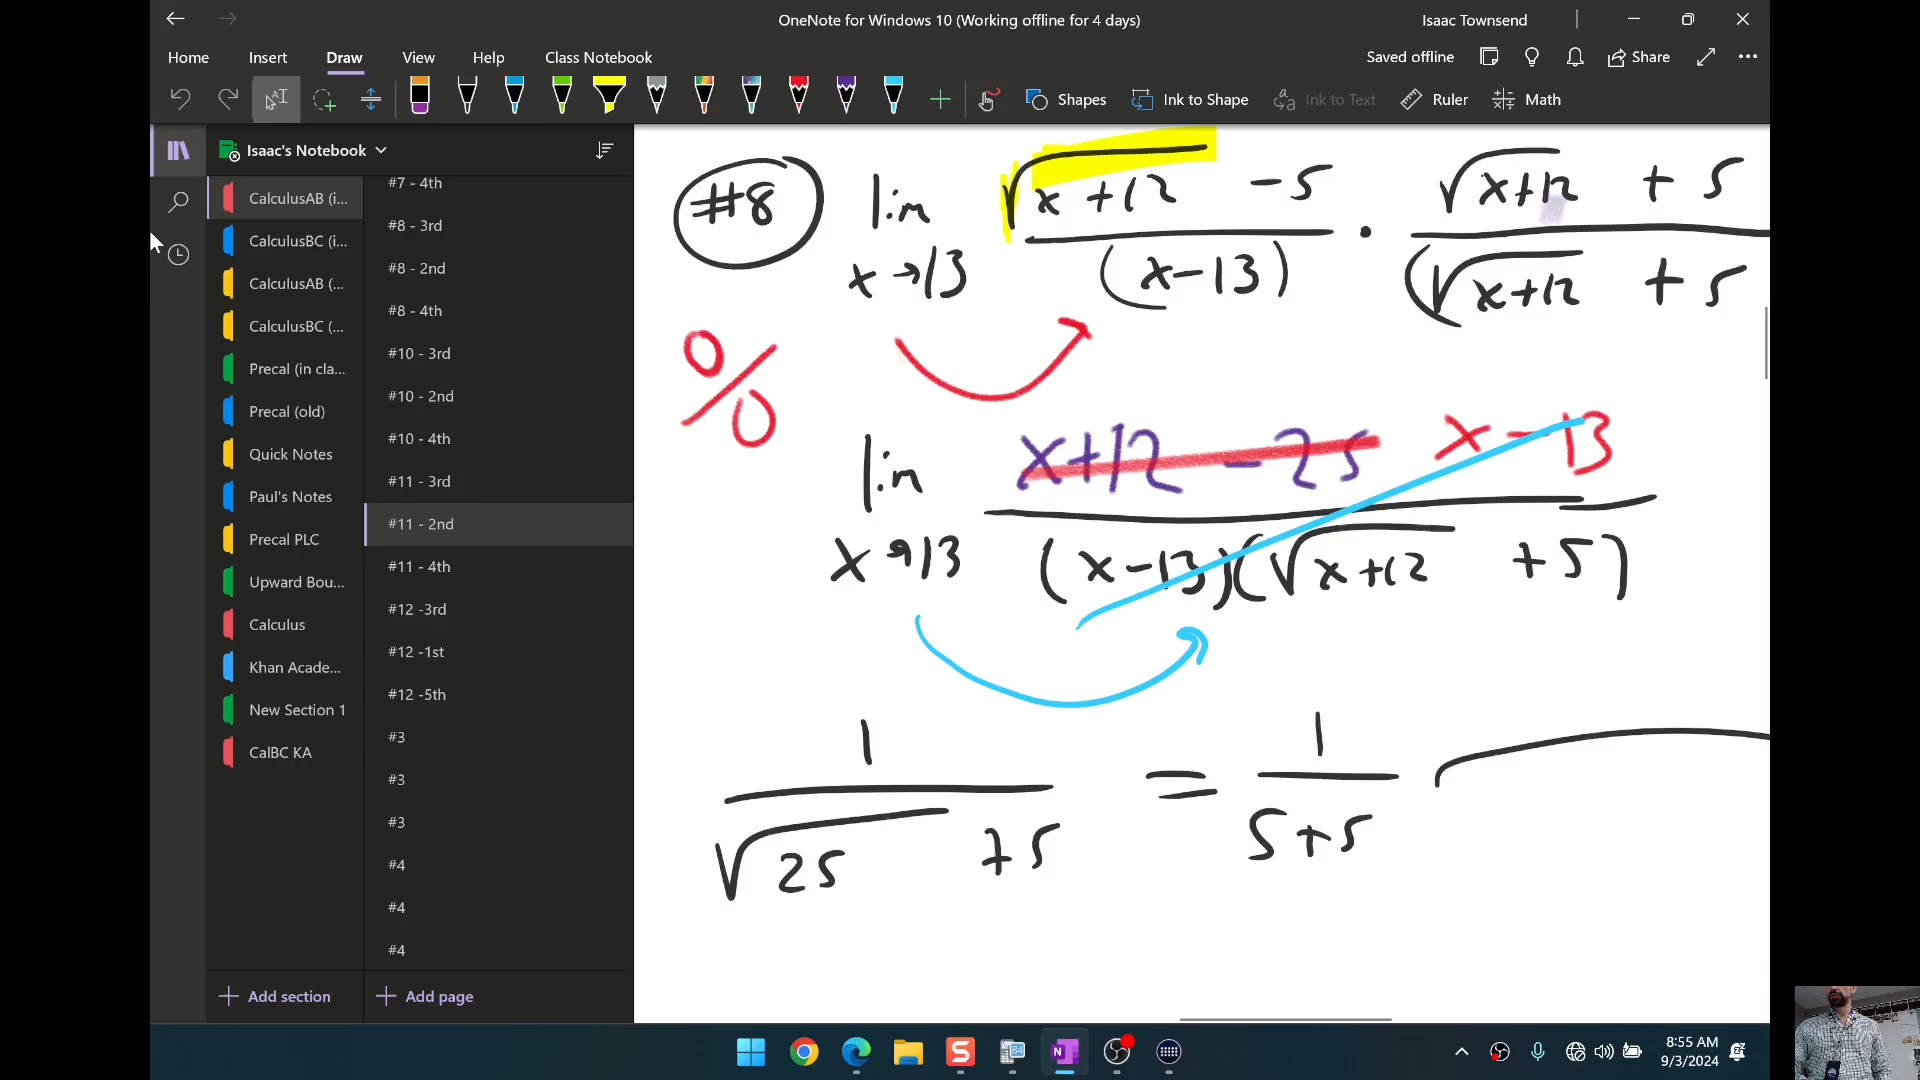 OneNote for Windows 10 (Working offline for 4 days)
Isaac Townsend
Home Insert Draw View Help Class Notebook
Saved offline Share
Shapes Ink to Shape Ink to Text Ruler Math
Isaac's Notebook
CalculusAB (i...
CalculusBC (i...
CalculusAB (...
CalculusBC (...
Precal (in cla...
Precal (old)
Quick Notes
Paul's Notes
Precal PLC
Upward Bou...
Calculus
Khan Acade...
New Section 1
CalBC KA
Add section
#7 - 4th
#8 - 3rd
#8 - 2nd
#8 - 4th
#10 - 3rd
#10 - 2nd
#10 - 4th
#11 - 3rd
#11 - 2nd
#11 - 4th
#12 -3rd
#12 -1st
#12 -5th
#3
#3
#3
#4
#4
#4
Add page
#8 lim √x+12 - 5 · √x+12 + 5
x→13 (x-13) (√x+12 + 5
0/0
lim x+12 - 25 x-13
x→13 (x-13)(√x+12 + 5)
1 = 1
√25 +5 5+5
8:55 AM
9/3/2024